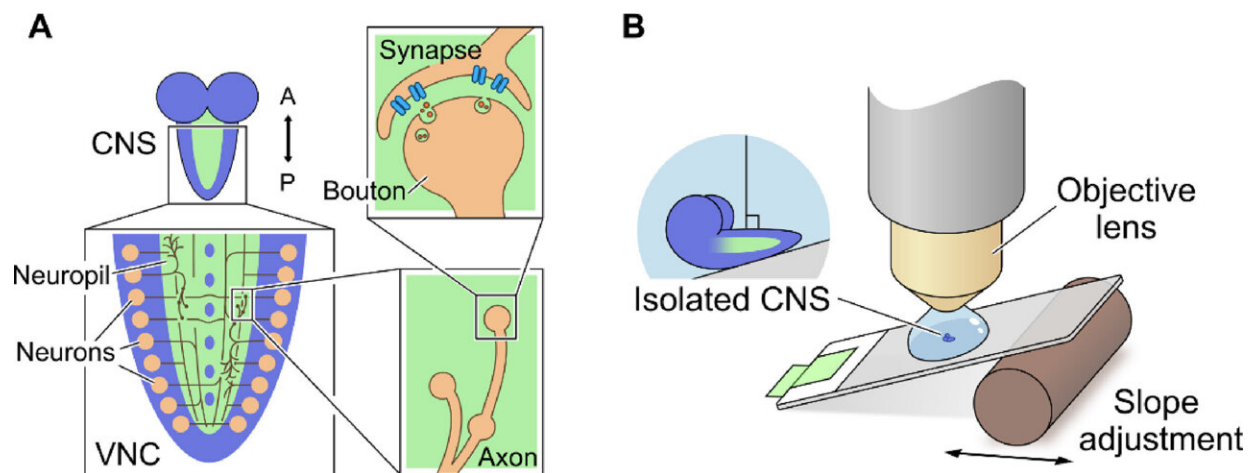 A
B
Synapse
A
CNS
P
Bouton
Objective
lens
Neuropil
Isolated CNS
Neurons
Slope
adjustment
VNC
Axon